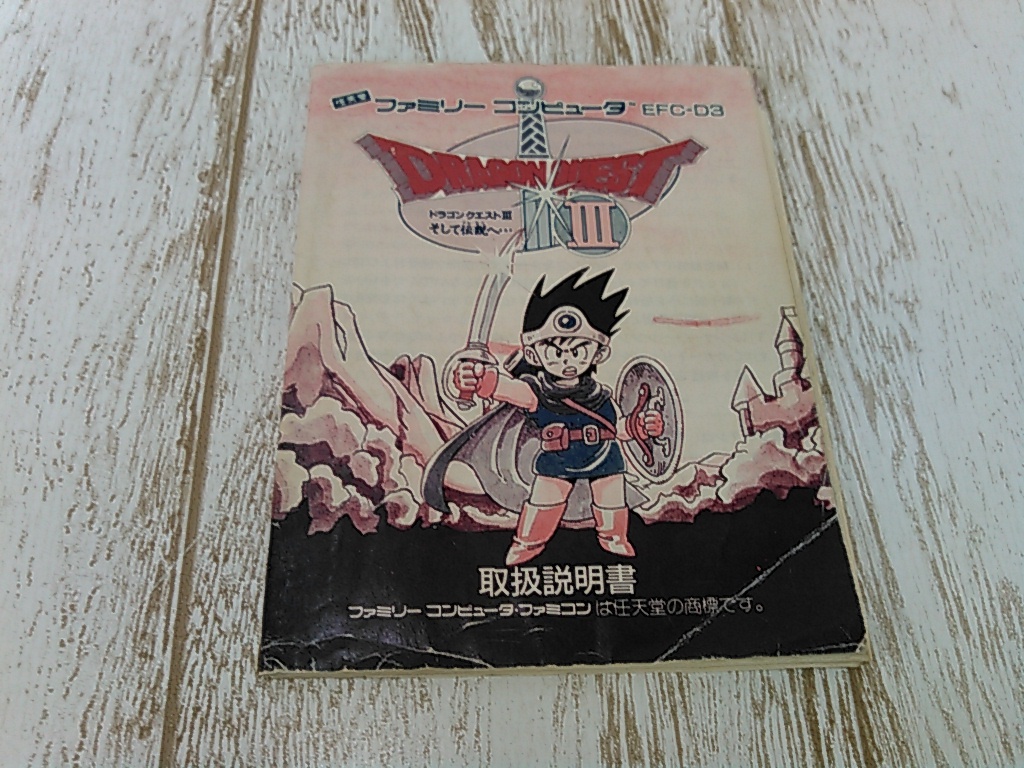 ファミリー コンピュータ™ EFC-D3
DRAGON QUEST
III
ドラゴンクエストIII
そして伝説へ…
取扱説明書
ファミリー コンピュータ・ファミコンは任天堂の商標です。